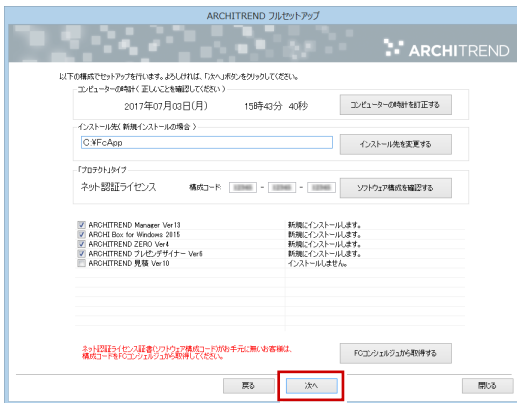 ARCHITREND フルセットアップ
ARCHITREND
以下の構成でセットアップを行います。よろしければ、「次へ」ボタンをクリックしてください。
コンピューターの時計( 正しいことを確認してください )
2017年07月03日(月) 15時43分 40秒 コンピューターの時計を訂正する
インストール先( 新規インストールの場合 )
C:¥FcApp インストール先を変更する
「プロテクト」タイプ
ネット認証ライセンス 構成コード: - - ソフトウェア構成を確認する
ARCHITREND Manager Ver13 新規にインストールします。
ARCHI Box for Windows 2015 新規にインストールします。
ARCHITREND ZERO Ver4 新規にインストールします。
ARCHITREND プレゼンデザイナー Ver6 新規にインストールします。
ARCHITREND 見積 Ver10 インストールしません。
ネット認証ライセンス証書(ソフトウェア構成コード)がお手元に無いお客様は、
構成コードをFCコンシェルジュから取得してください。 FCコンシェルジュから取得する
戻る 次へ 閉じる